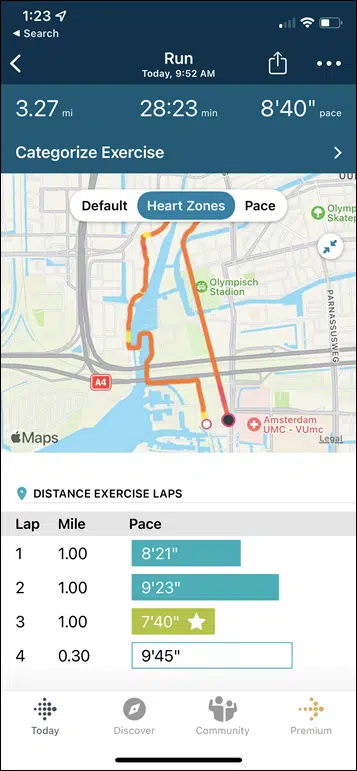 1:23
◀ Search
Run
Today, 9:52 AM
3.27 mi 28:23 min 8'40" pace
Categorize Exercise
Default Heart Zones Pace
Olymp
Skatep
Olympisch
Stadion
PARNASSUSWEG
A4
Amsterdam
UMC - VUmc
Maps
Legal
DISTANCE EXERCISE LAPS
Lap Mile Pace
1 1.00 8'21"
2 1.00 9'23"
3 1.00 7'40"
4 0.30 9'45"
Today Discover Community Premium